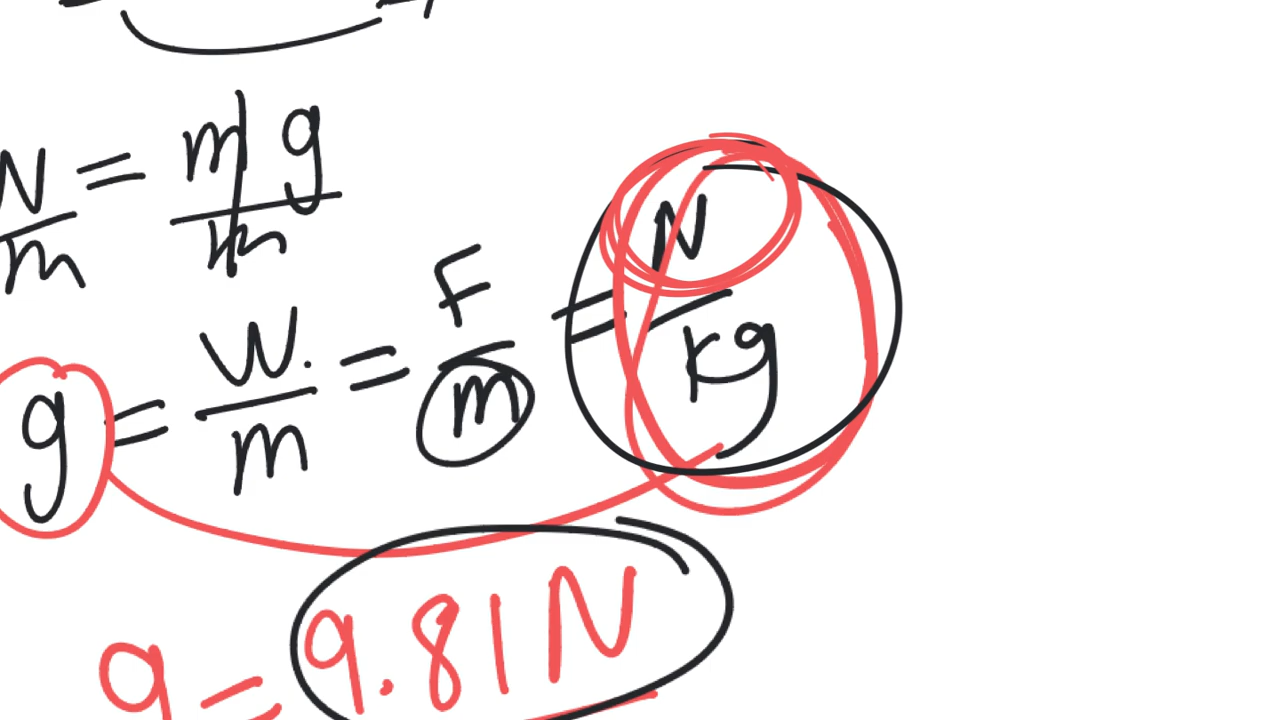 W/m = mg/m
g = W/m = F/m = N/kg
g = 9.81N